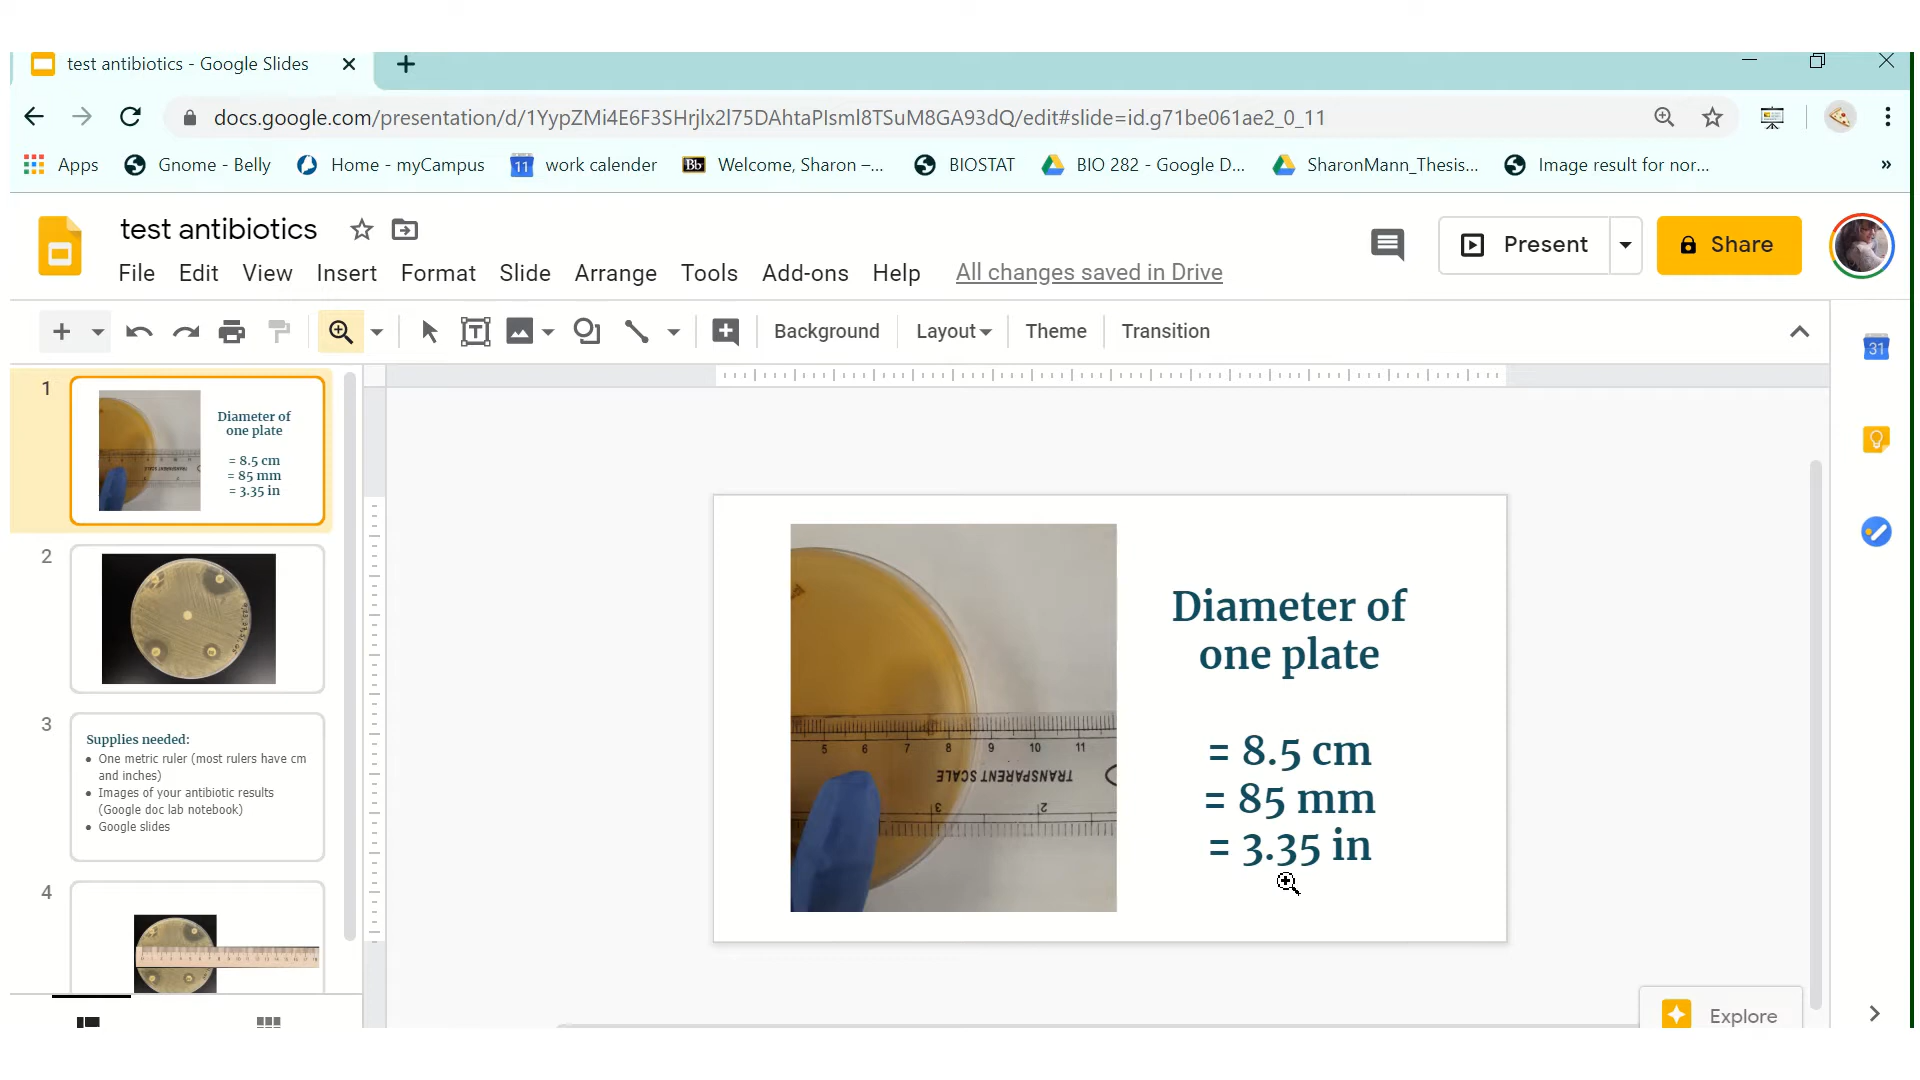 test antibiotics - Google Slides
docs.google.com/presentation/d/1YypZMi4E6F3SHrjlx2l75DAhtaPIsml8TSuM8GA93dQ/edit#slide=id.g71be061ae2_0_11
Apps Gnome - Belly Home - myCampus 11 work calender Bb Welcome, Sharon –... BIOSTAT BIO 282 - Google D... SharonMann_Thesis... Image result for nor... »
test antibiotics
Present
Share
File Edit View Insert Format Slide Arrange Tools Add-ons Help All changes saved in Drive
Background Layout Theme Transition
31
1
Diameter of
one plate
= 8.5 cm
= 85 mm
= 3.35 in
2
3
Supplies needed:
● One metric ruler (most rulers have cm
and inches)
● Images of your antibiotic results
(Google doc lab notebook)
● Google slides
4
Diameter of
one plate
= 8.5 cm
= 85 mm
= 3.35 in
5 6 7 8 9 10 11
TRANSPARENT SCALE
3 2
Explore